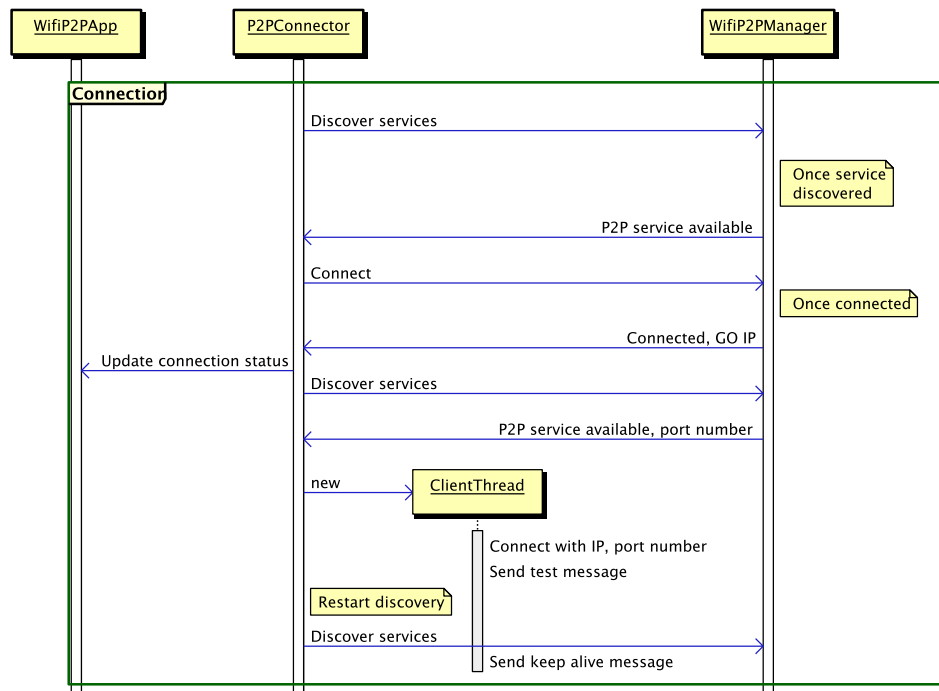 WifiP2PApp
P2PConnector
WifiP2PManager
Connection
Discover services
Once service
discovered
P2P service available
Connect
Once connected
Connected, GO IP
Update connection status
Discover services
P2P service available, port number
new
ClientThread
Connect with IP, port number
Send test message
Restart discovery
Discover services
Send keep alive message